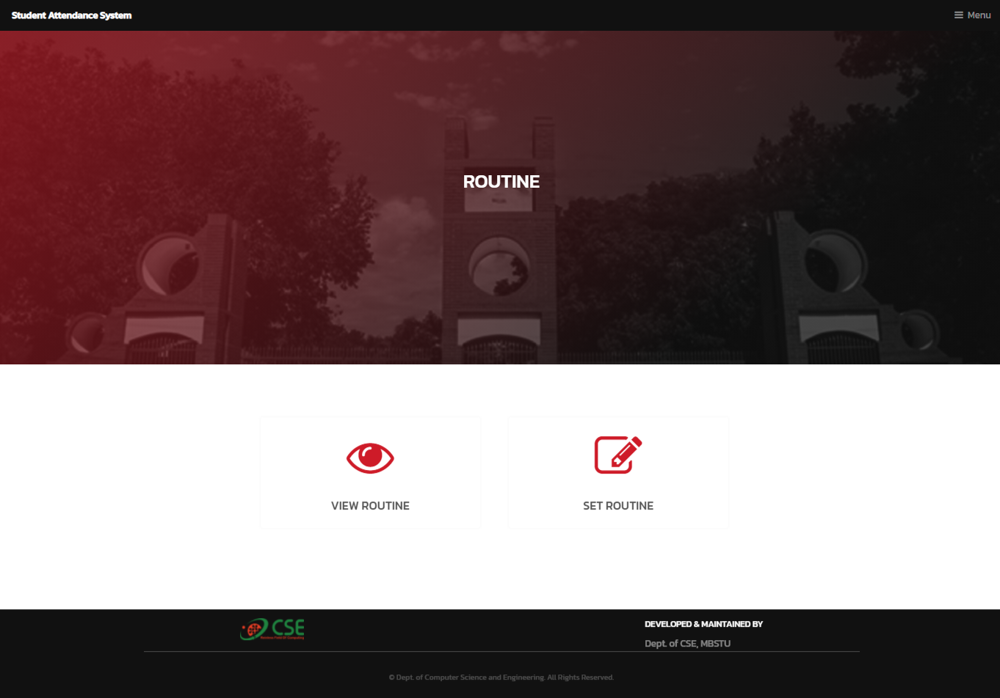 Student Attendance System
Menu
ROUTINE
VIEW ROUTINE
SET ROUTINE
CSE
DEVELOPED & MAINTAINED BY
Dept. of CSE, MBSTU
© Dept. of Computer Science and Engineering. All Rights Reserved.